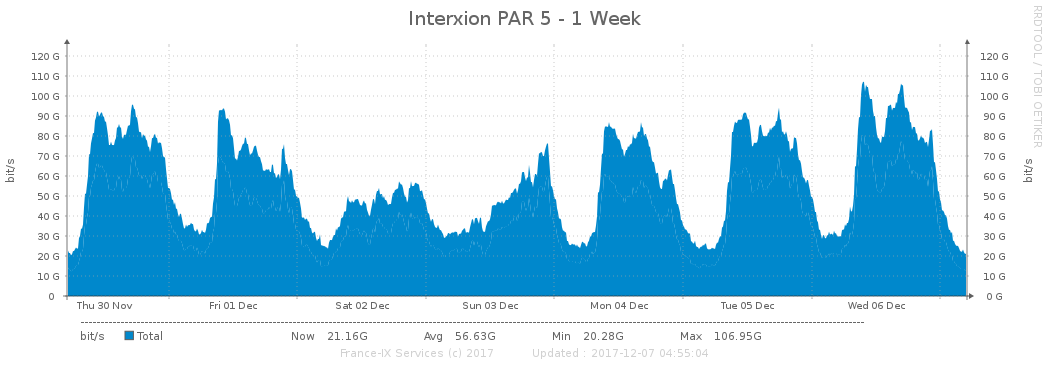 Interxion PAR 5 - 1 Week
RRDTOOL / TOBI OETIKER
bit/s
bit/s
120 G 120 G
110 G 110 G
100 G 100 G
90 G 90 G
80 G 80 G
70 G 70 G
60 G 60 G
50 G 50 G
40 G 40 G
30 G 30 G
20 G 20 G
10 G 10 G
0 0 G
Thu 30 Nov Fri 01 Dec Sat 02 Dec Sun 03 Dec Mon 04 Dec Tue 05 Dec Wed 06 Dec
bit/s Total Now 21.16G Avg 56.63G Min 20.28G Max 106.95G
France-IX Services (c) 2017 Updated : 2017-12-07 04:55:04